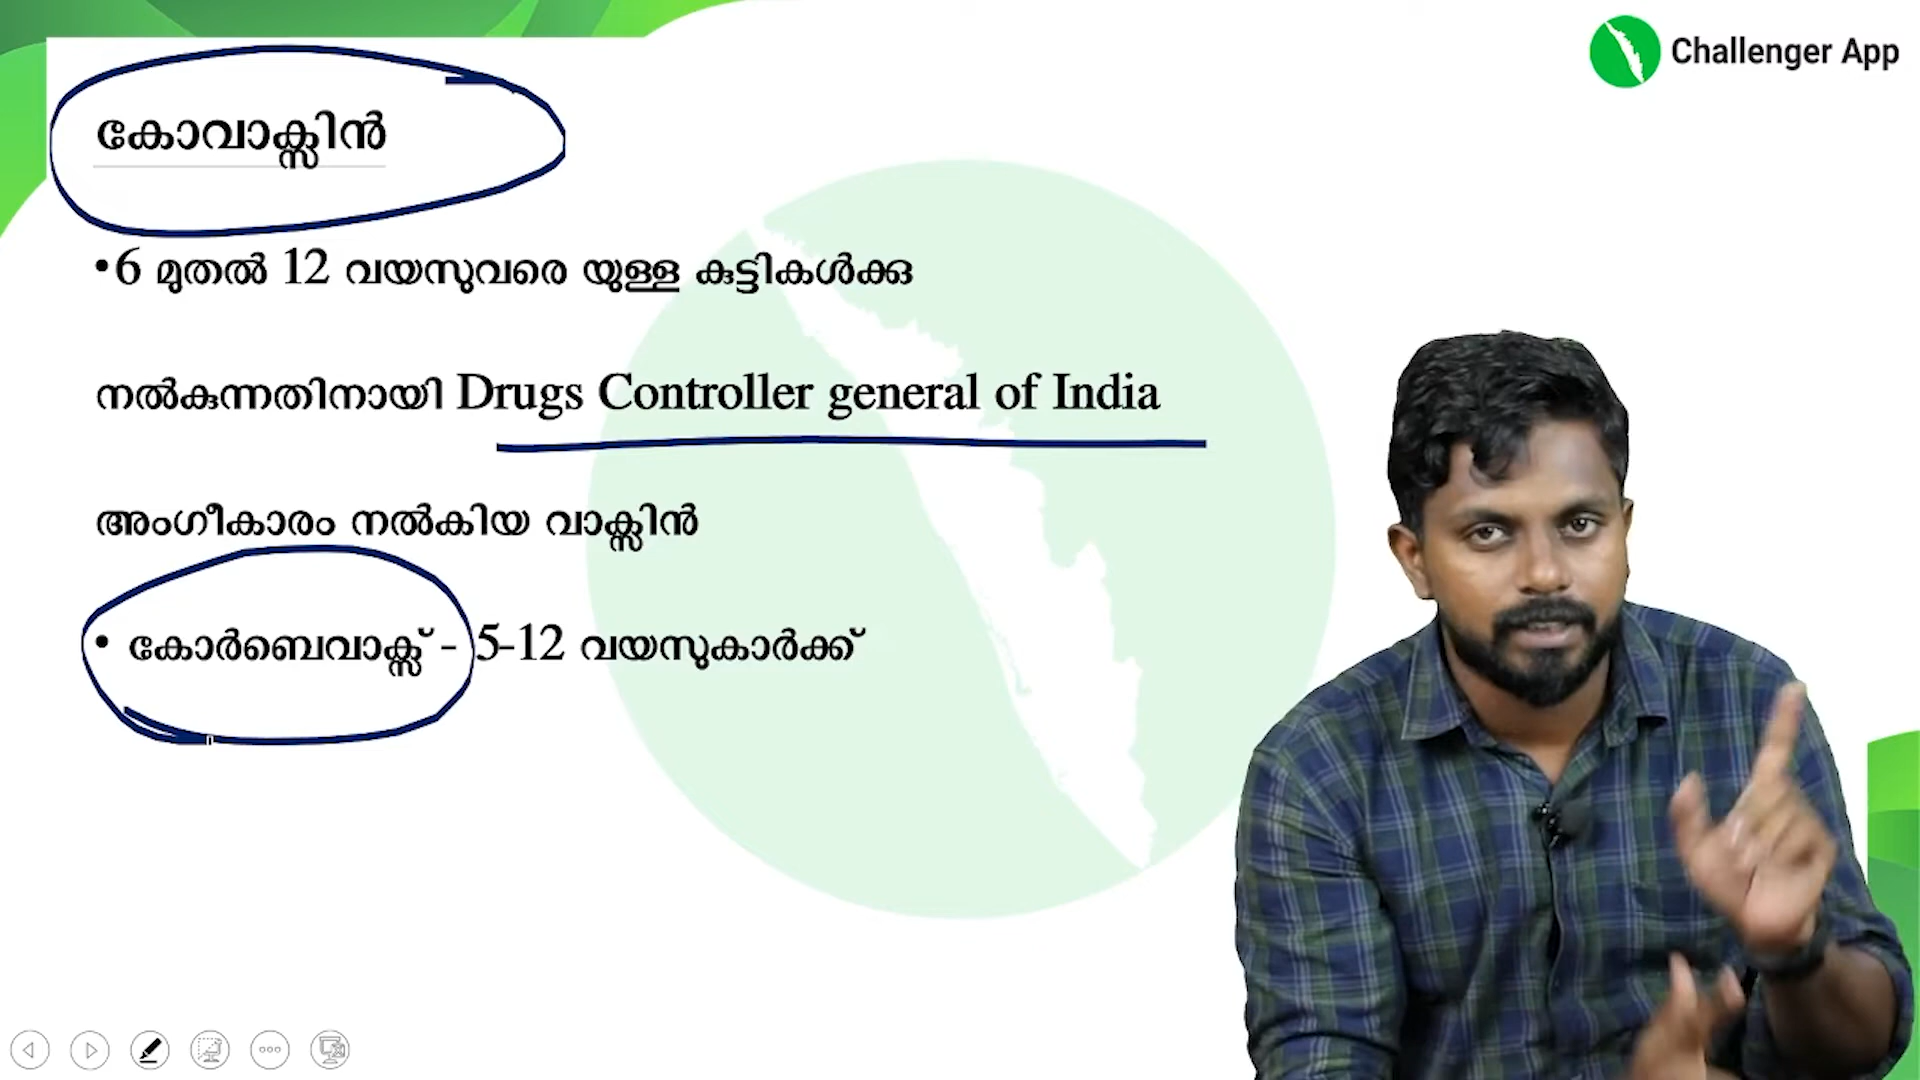 Challenger App
കോവാക്സിൻ
•6 മുതൽ 12 വയസുവരെ യുള്ള കുട്ടികൾക്കു
നൽകുന്നതിനായി Drugs Controller general of India
അംഗീകാരം നൽകിയ വാക്സിൻ
• കോർബെവാക്സ് - 5-12 വയസുകാർക്ക്